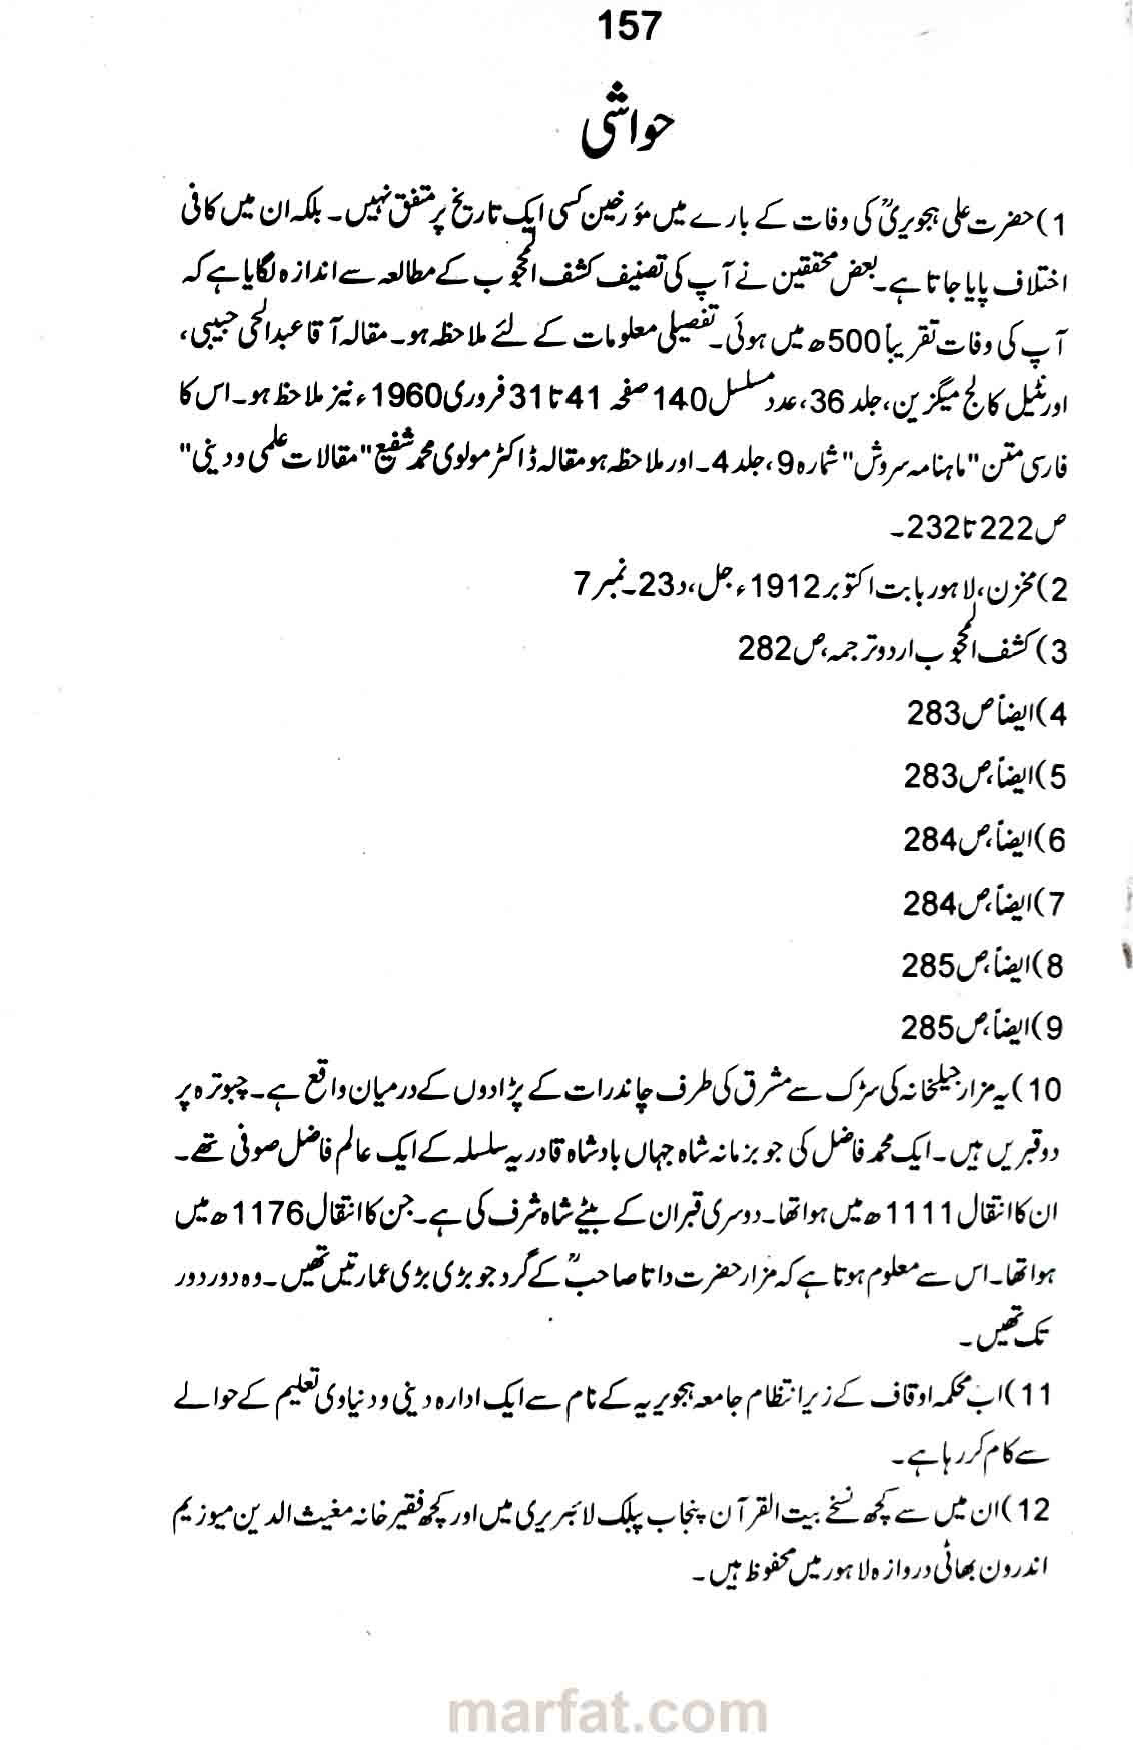 157
حواشی
1) حضرت علی ہجویریؒ کی وفات کے بارے میں مؤرخین کسی ایک تاریخ پر متفق نہیں۔ بلکہ ان میں کافی
اختلاف پایا جاتا ہے۔ بعض محققین نے آپ کی تصنیف کشف المحجوب کے مطالعہ سے اندازہ لگایا ہے کہ
آپ کی وفات تقریباً 500ھ میں ہوئی۔ تفصیلی معلومات کے لئے ملاحظہ ہو۔ مقالہ آقا عبدالحی حبیبی،
اورنٹیل کالج میگزین، جلد 36، عدد مسلسل 140 صفحہ 41 تا 31 فروری 1960ء نیز ملاحظہ ہو۔ اس کا
فارسی متن "ماہنامہ سروش" شمارہ 9، جلد 4۔ اور ملاحظہ ہو مقالہ ڈاکٹر مولوی محمد شفیع "مقالات علمی و دینی"
ص 222 تا 232۔
2) مخزن، لاہور بابت اکتوبر 1912ء جل، د 23۔ نمبر 7
3) کشف المحجوب اردو ترجمہ، ص 282
4) ایضاً ص 283
5) ایضاً، ص 283
6) ایضاً، ص 284
7) ایضاً، ص 284
8) ایضاً، ص 285
9) ایضاً، ص 285
10) یہ مزار جیلخانہ کی سڑک سے مشرق کی طرف چاندرات کے پڑادوں کے درمیان واقع ہے۔ چبوترہ پر
دو قبریں ہیں۔ ایک محمد فاضل کی جو بزمانہ شاہ جہاں بادشاہ قادریہ سلسلہ کے ایک عالم فاضل صوفی تھے۔
ان کا انتقال 1111ھ میں ہوا تھا۔ دوسری قبر ان کے بیٹے شاہ شرف کی ہے۔ جن کا انتقال 1176ھ میں
ہوا تھا۔ اس سے معلوم ہوتا ہے کہ مزار حضرت داتا صاحبؒ کے گرد جو بڑی بڑی عمارتیں تھیں۔ وہ دور دور
تک تھیں۔
11) اب محکمہ اوقاف کے زیر انتظام جامعہ ہجویریہ کے نام سے ایک ادارہ دینی و دنیاوی تعلیم کے حوالے
سے کام کر رہا ہے۔
12) ان میں سے کچھ نسخے بیت القرآن پنجاب پبلک لائبریری میں اور کچھ فقیر خانہ مغیث الدین میوزیم
اندرون بھاٹی دروازہ لاہور میں محفوظ ہیں۔
marfat.com